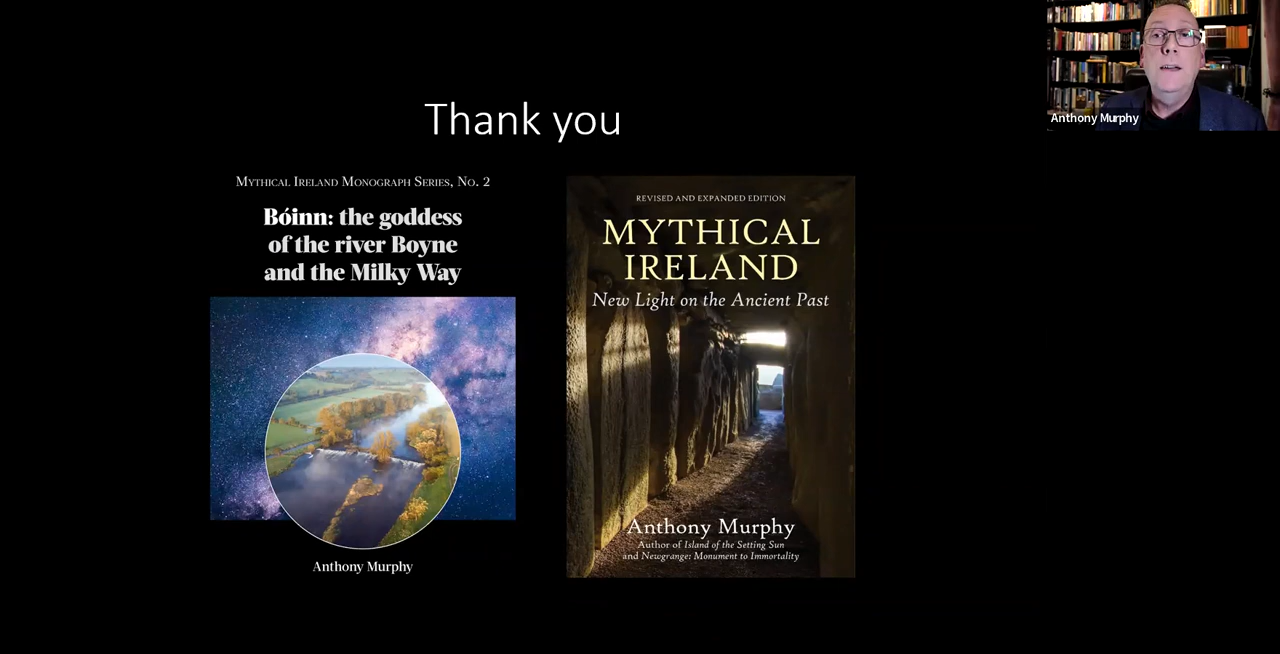 Thank you
Mythical Ireland Monograph Series, No. 2
Bóinn: the goddess
of the river Boyne
and the Milky Way
Anthony Murphy
REVISED AND EXPANDED EDITION
MYTHICAL
IRELAND
New Light on the Ancient Past
Anthony Murphy
Author of Island of the Setting Sun
and Newgrange: Monument to Immortality
Anthony Murphy